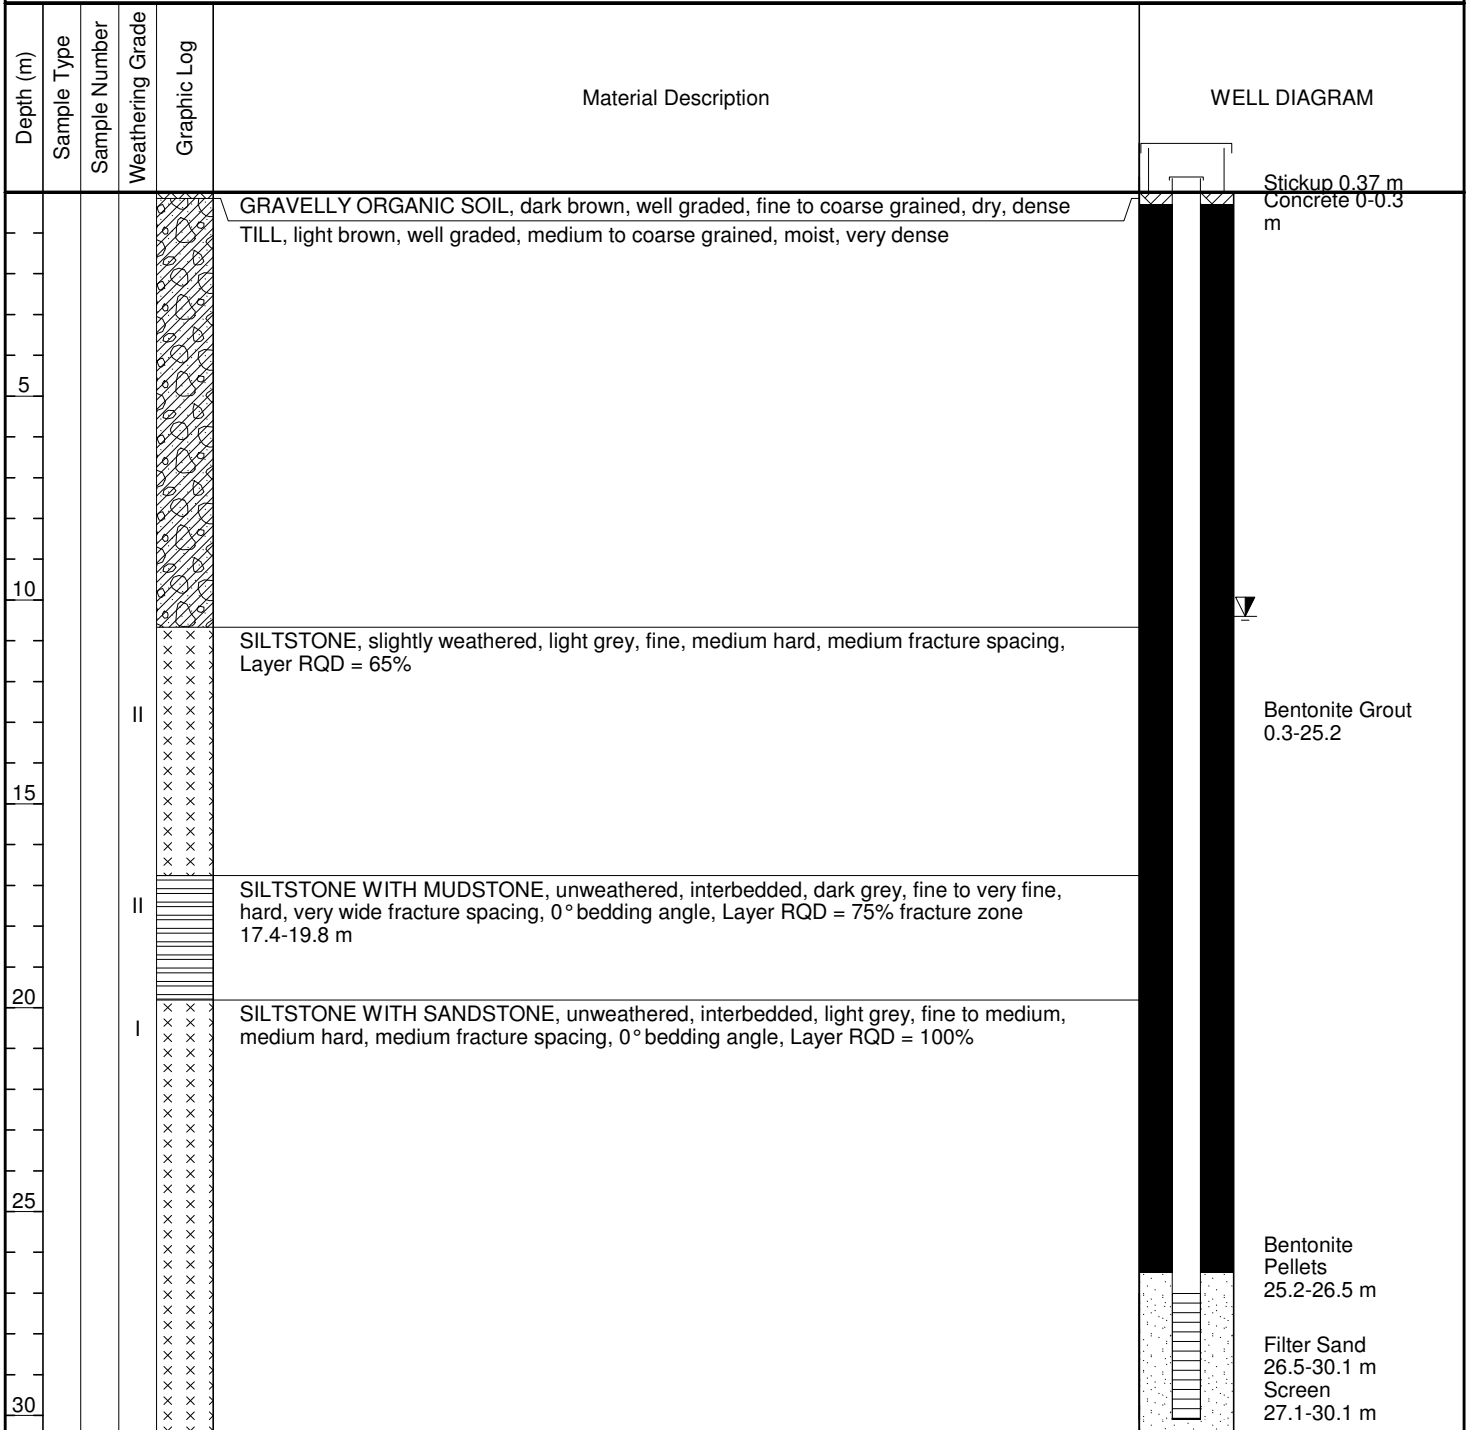 Depth (m)
Sample Type
Sample Number
Weathering Grade
Graphic Log
Material Description
WELL DIAGRAM
Stickup 0.37 m
Concrete 0-0.3
m
GRAVELLY ORGANIC SOIL, dark brown, well graded, fine to coarse grained, dry, dense
TILL, light brown, well graded, medium to coarse grained, moist, very dense
5
10
SILTSTONE, slightly weathered, light grey, fine, medium hard, medium fracture spacing,
Layer RQD = 65%
II
Bentonite Grout
0.3-25.2
15
SILTSTONE WITH MUDSTONE, unweathered, interbedded, dark grey, fine to very fine,
hard, very wide fracture spacing, 0° bedding angle, Layer RQD = 75% fracture zone
17.4-19.8 m
II
20
SILTSTONE WITH SANDSTONE, unweathered, interbedded, light grey, fine to medium,
medium hard, medium fracture spacing, 0° bedding angle, Layer RQD = 100%
I
25
Bentonite
Pellets
25.2-26.5 m
Filter Sand
26.5-30.1 m
Screen
27.1-30.1 m
30